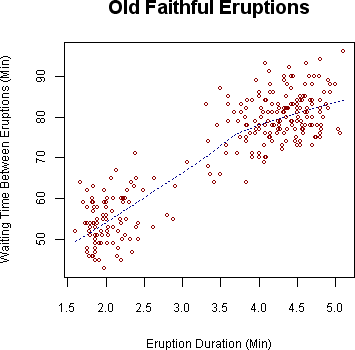 Old Faithful Eruptions
Waiting Time Between Eruptions (Min)
90
80
70
60
50
1.5 2.0 2.5 3.0 3.5 4.0 4.5 5.0
Eruption Duration (Min)